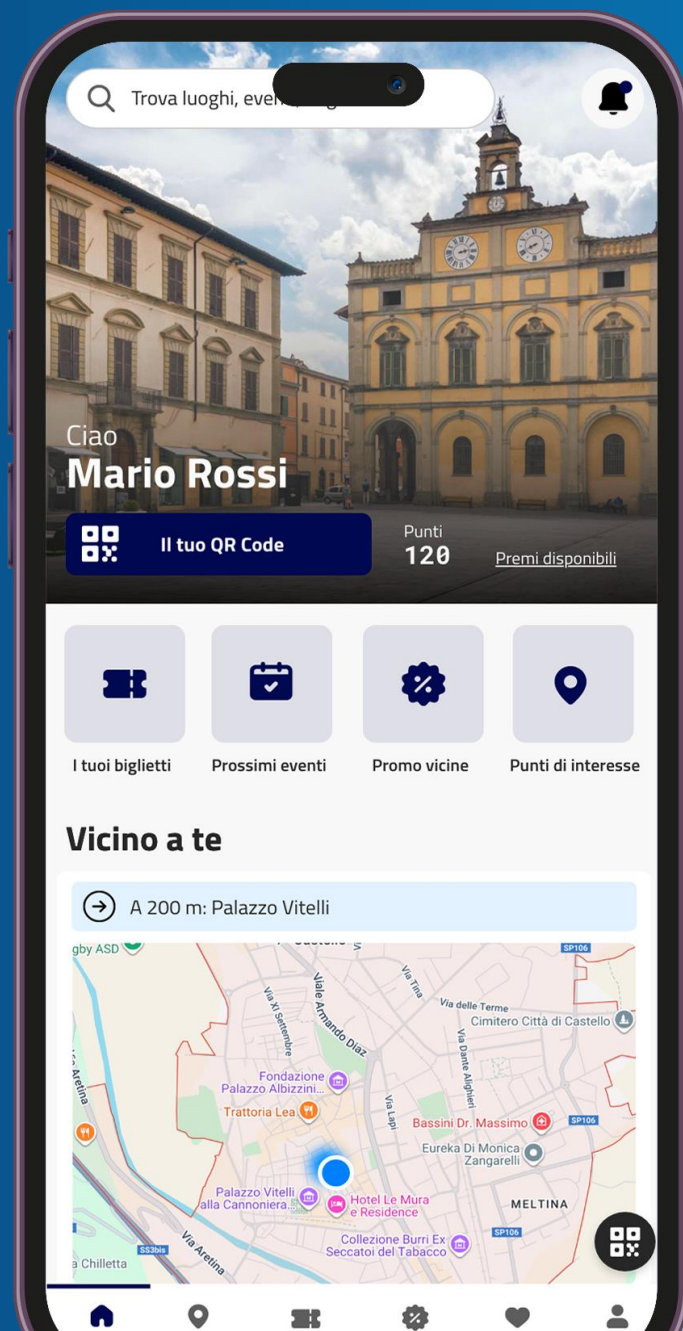 Trova luoghi,
Ciao
Mario Rossi
Il tuo QR Code
Punti
120
Premi disponibili
I tuoi biglietti
Prossimi eventi
Promo vicine
Punti di interesse
Vicino a te
A 200 m: Palazzo Vitelli
gby ASD
SP106
Viale Armando Diaz
Via Tina
Via XI Settembre
Via delle Terme
Cimitero Città di Castello
Via Dante Alighieri
Aretina
Fondazione
Palazzo Albizzini...
Trattoria Lea
Via Lapi
Bassini Dr. Massimo
SP106
Eureka Di Monica
Zangarelli
Palazzo Vitelli
alla Cannoniera...
Hotel Le Mura
e Residence
MELTINA
Collezione Burri Ex
Seccatoi del Tabacco
SP106
SS3bis
Via Aretina
a Chilletta